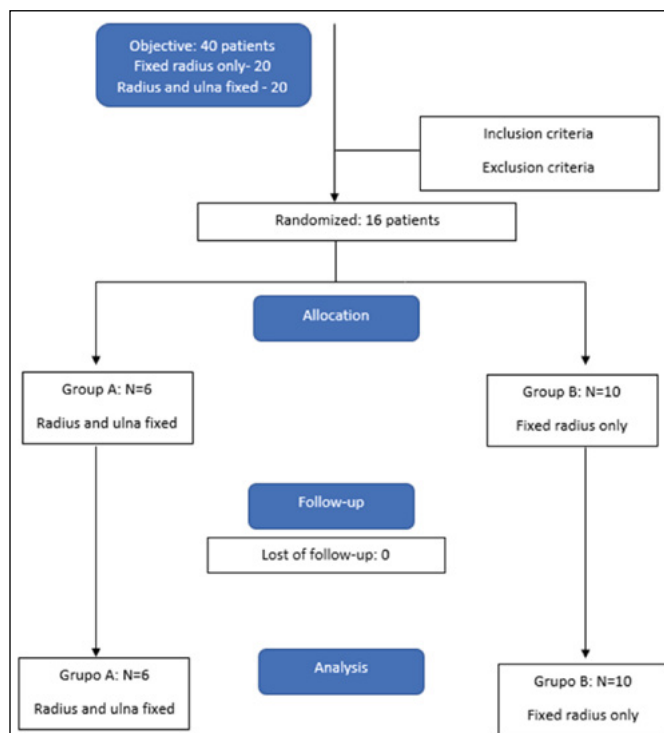 Objective: 40 patients
Fixed radius only- 20
Radius and ulna fixed - 20
Inclusion criteria
Exclusion criteria
Randomized: 16 patients
Allocation
Group A: N=6
Radius and ulna fixed
Group B: N=10
Fixed radius only
Follow-up
Lost of follow-up: 0
Analysis
Grupo A: N=6
Radius and ulna fixed
Grupo B: N=10
Fixed radius only